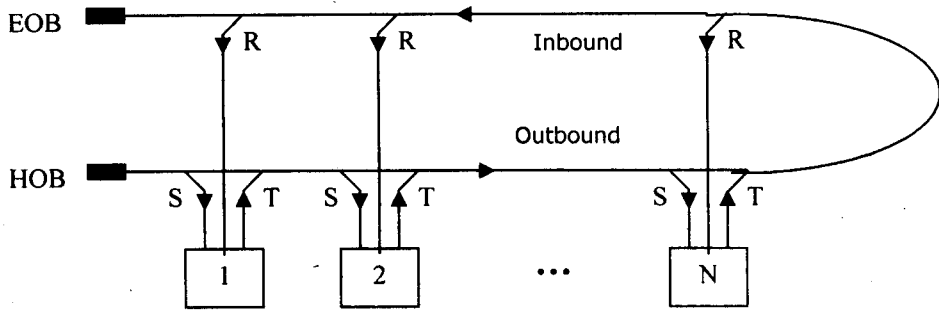 EOB
R R R
Inbound
Outbound
HOB
S T S T S T
1 2 ... N